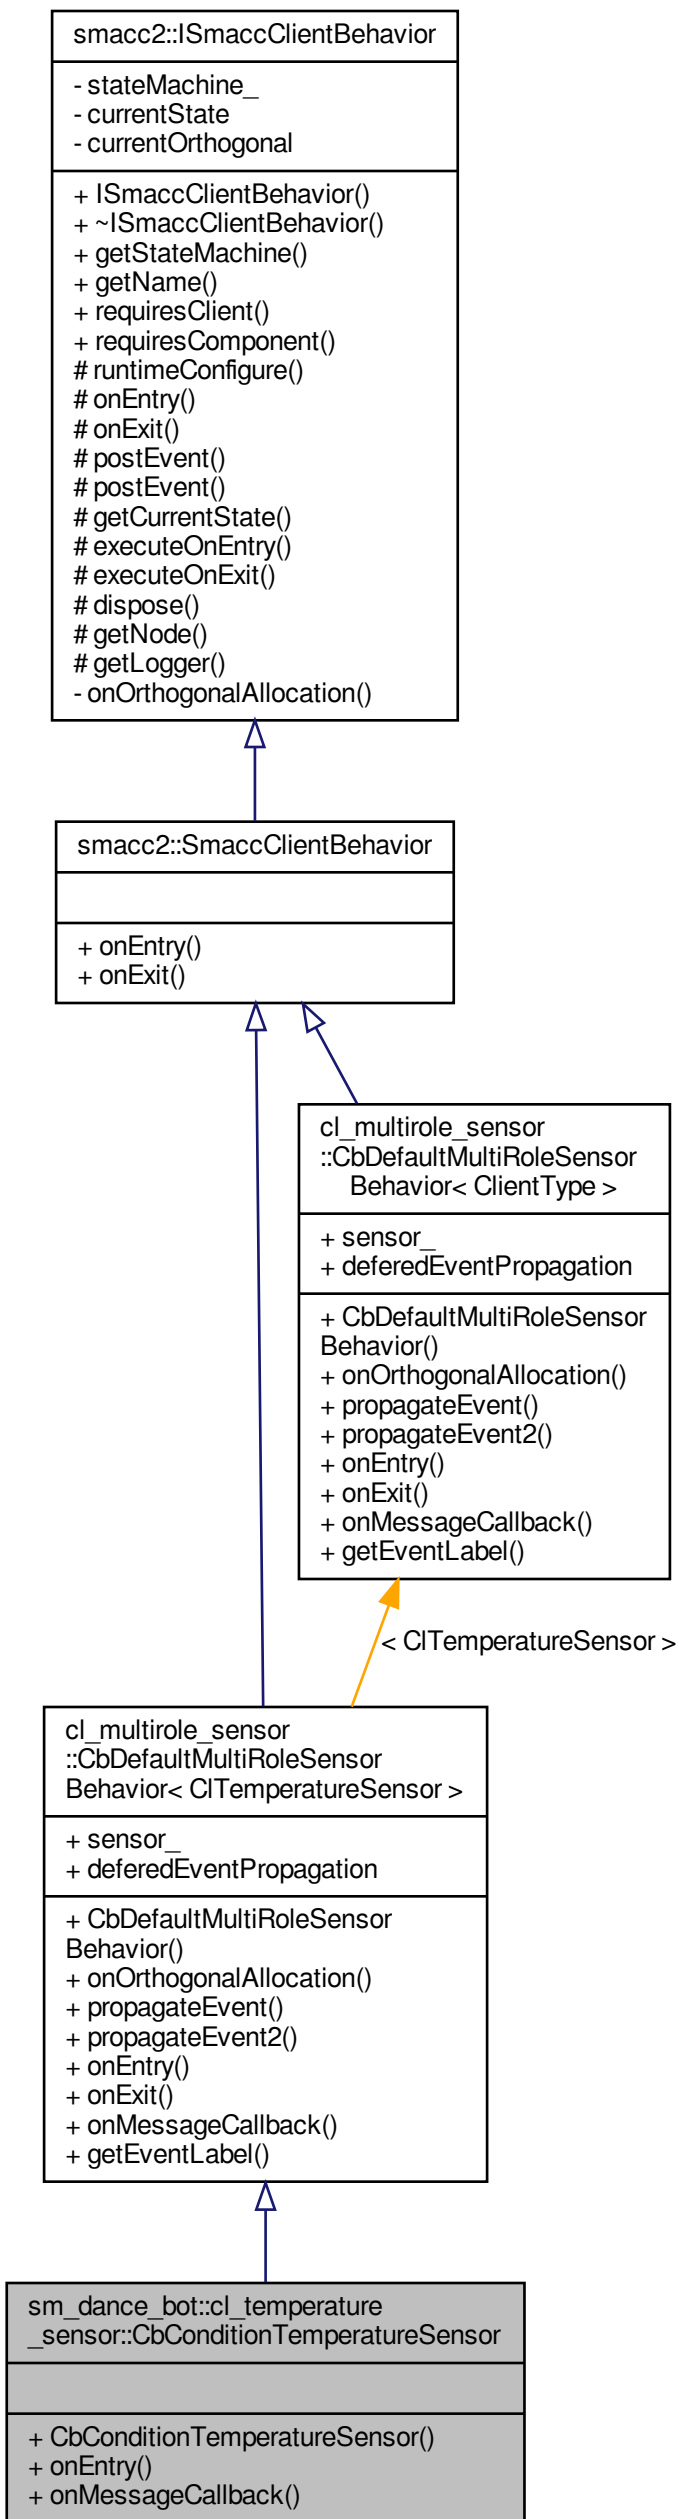 smacc2::ISmaccClientBehavior
- stateMachine_
- currentState
- currentOrthogonal
+ ISmaccClientBehavior()
+ ~ISmaccClientBehavior()
+ getStateMachine()
+ getName()
+ requiresClient()
+ requiresComponent()
# runtimeConfigure()
# onEntry()
# onExit()
# postEvent()
# postEvent()
# getCurrentState()
# executeOnEntry()
# executeOnExit()
# dispose()
# getNode()
# getLogger()
- onOrthogonalAllocation()
smacc2::SmaccClientBehavior
+ onEntry()
+ onExit()
cl_multirole_sensor
::CbDefaultMultiRoleSensor
Behavior< ClientType >
+ sensor_
+ deferedEventPropagation
+ CbDefaultMultiRoleSensor
Behavior()
+ onOrthogonalAllocation()
+ propagateEvent()
+ propagateEvent2()
+ onEntry()
+ onExit()
+ onMessageCallback()
+ getEventLabel()
< ClTemperatureSensor >
cl_multirole_sensor
::CbDefaultMultiRoleSensor
Behavior< ClTemperatureSensor >
+ sensor_
+ deferedEventPropagation
+ CbDefaultMultiRoleSensor
Behavior()
+ onOrthogonalAllocation()
+ propagateEvent()
+ propagateEvent2()
+ onEntry()
+ onExit()
+ onMessageCallback()
+ getEventLabel()
sm_dance_bot::cl_temperature
_sensor::CbConditionTemperatureSensor
+ CbConditionTemperatureSensor()
+ onEntry()
+ onMessageCallback()